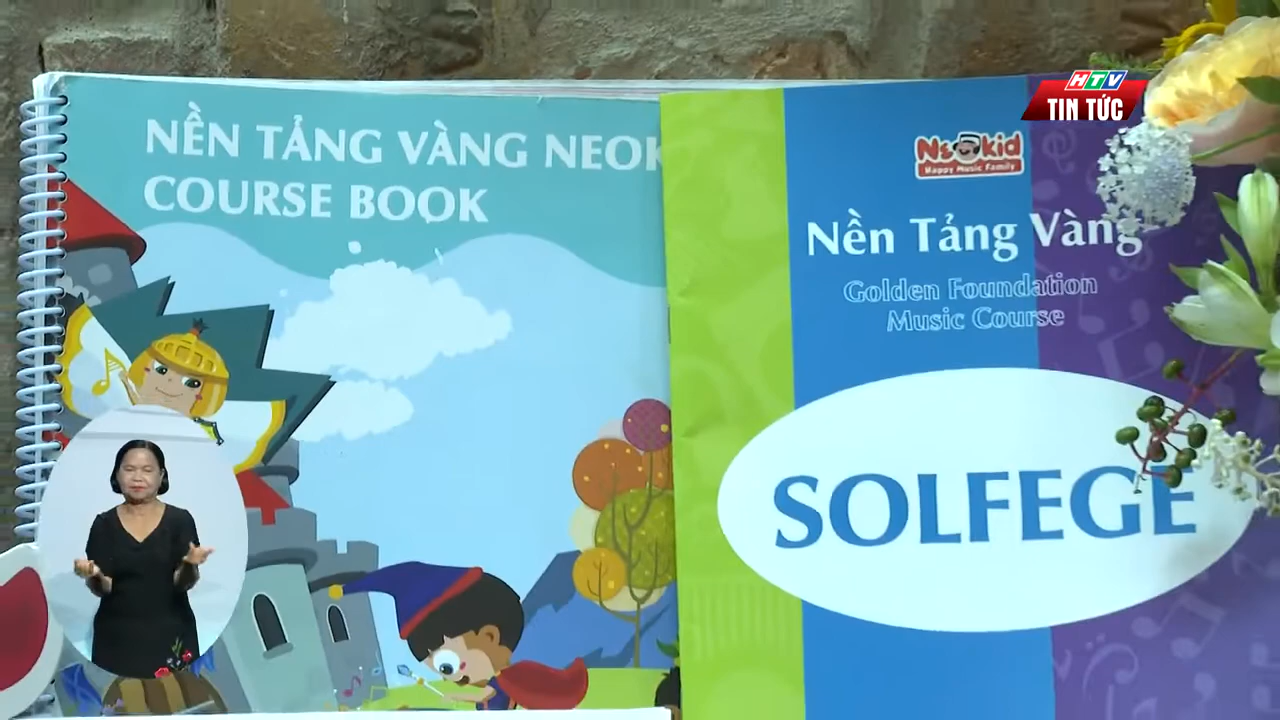 NỀN TẢNG VÀNG NEOK
COURSE BOOK
HTV
TIN TỨC
Neokid
Happy Music Family
Nền Tảng Vàng
Golden Foundation
Music Course
SOLFEGE